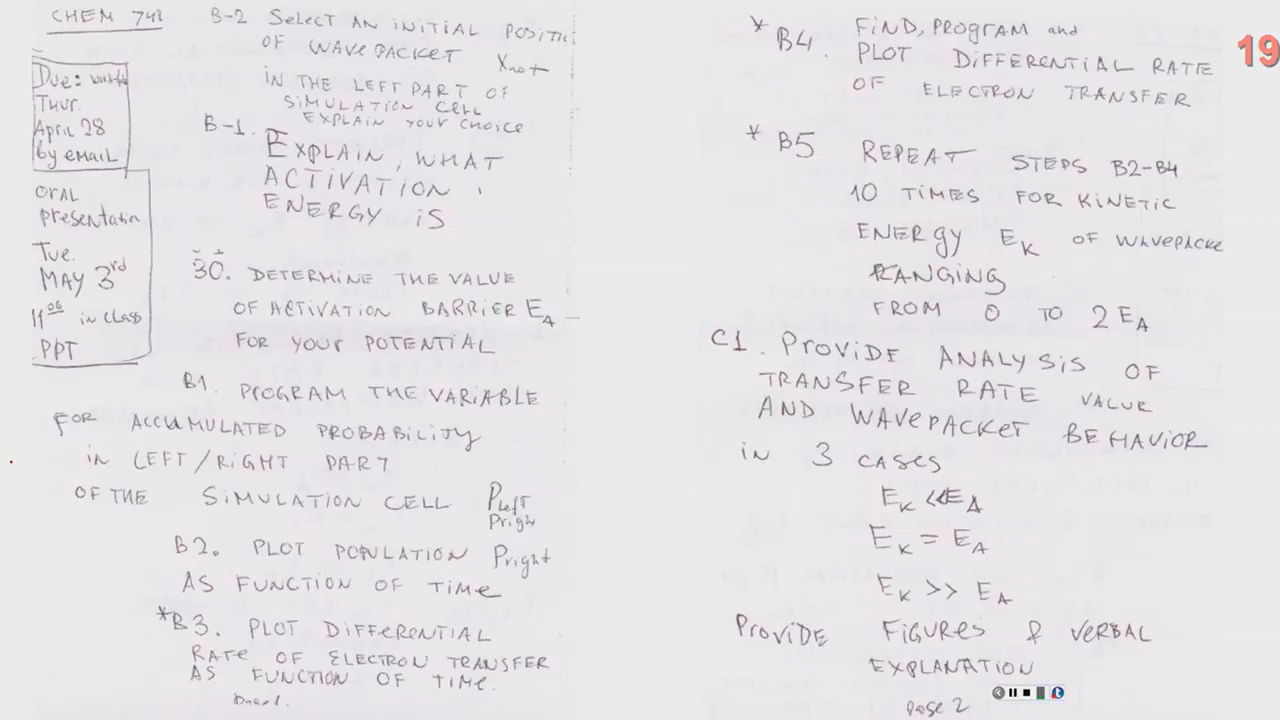 CHEM 748
Due: write
Thur.
April 28
by email
ORAL
presentation
Tue.
MAY 3rd
11 00 in class
PPT
B-2 Select AN INITIAL POSITI
OF WAVE PACKET
Xnot
IN THE LEFT PART OF
SIMULATION CELL
EXPLAIN YOUR CHOICE
B-1. EXPLAIN, WHAT
ACTIVATION
ENERGY IS
B0. DETERMINE THE VALUE
OF ACTIVATION BARRIER EA
FOR YOUR POTENTIAL
B1. PROGRAM THE VARIABLE
FOR ACCUMULATED PROBABILITY
IN LEFT/RIGHT PART
OF THE SIMULATION CELL PLEFT
Prigh
B2. PLOT POPULATION Pright
AS FUNCTION OF TIME
*B3. PLOT DIFFERENTIAL
RATE OF ELECTRON TRANSFER
AS FUNCTION OF TIME.
* B4. FIND, PROGRAM and
PLOT DIFFERENTIAL RATE
OF ELECTRON TRANSFER
* B5 REPEAT STEPS B2-B4
10 TIMES FOR KINETIC
ENERGY EK OF WAVEPACKE
RANGING
FROM 0 TO 2 EA
C1. PROVIDE ANALYSIS OF
TRANSFER RATE VALUE
AND WAVEPACKET BEHAVIOR
IN 3 CASES
EK << EA
EK = EA
EK >> EA
PROVIDE FIGURES & VERBAL
EXPLANATION
page 2
19